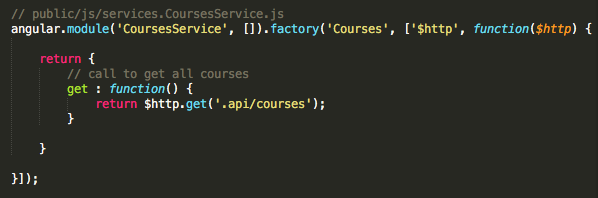 // public/js/services.CoursesService.js
angular.module('CoursesService', []).factory('Courses', ['$http', function($http) {
return {
// call to get all courses
get : function() {
return $http.get('.api/courses');
}
}
}]);